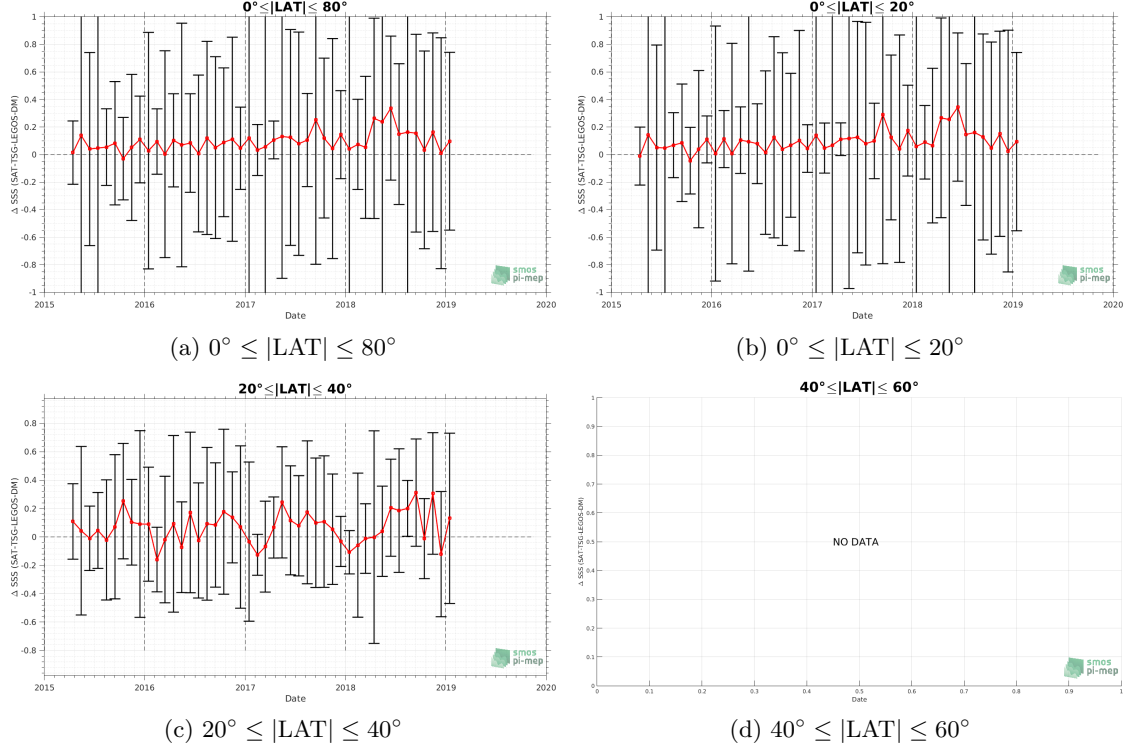 0°≤|LAT|≤ 80°
1
0.8
0.6
0.4
0.2
0
-0.2
-0.4
-0.6
-0.8
-1
Δ SSS (SAT-TSG-LEGOS-DM)
2015 2016 2017 2018 2019 2020
Date
smos
pi-mep
(a) 0° ≤ |LAT| ≤ 80°
0°≤|LAT|≤ 20°
1
0.8
0.6
0.4
0.2
0
-0.2
-0.4
-0.6
-0.8
-1
Δ SSS (SAT-TSG-LEGOS-DM)
2015 2016 2017 2018 2019 2020
Date
smos
pi-mep
(b) 0° ≤ |LAT| ≤ 20°
20°≤|LAT|≤ 40°
0.8
0.6
0.4
0.2
0
-0.2
-0.4
-0.6
-0.8
Δ SSS (SAT-TSG-LEGOS-DM)
2015 2016 2017 2018 2019 2020
Date
smos
pi-mep
(c) 20° ≤ |LAT| ≤ 40°
40°≤|LAT|≤ 60°
1
0.9
0.8
0.7
0.6
0.5
0.4
0.3
0.2
0.1
0
Δ SSS (SAT-TSG-LEGOS-DM)
NO DATA
0 0.1 0.2 0.3 0.4 0.5 0.6 0.7 0.8 0.9 1
Date
smos
pi-mep
(d) 40° ≤ |LAT| ≤ 60°